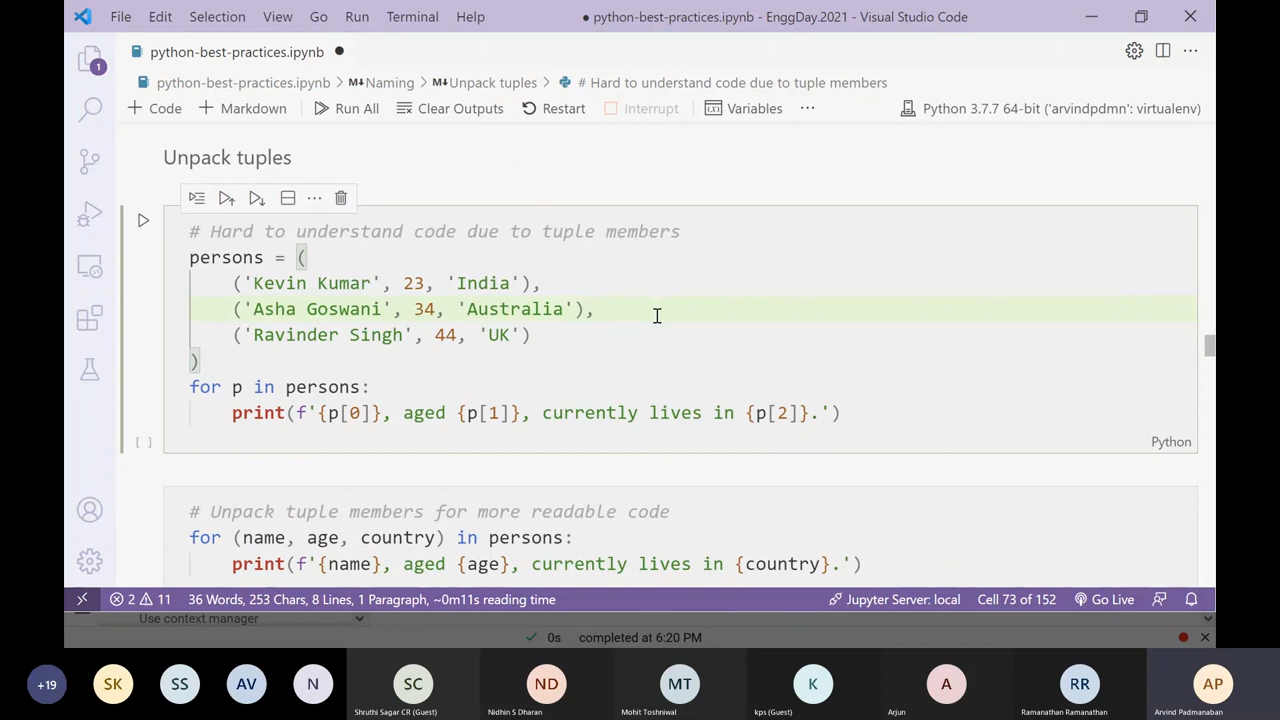 File Edit Selection View Go Run Terminal Help ● python-best-practices.ipynb - EnggDay.2021 - Visual Studio Code
python-best-practices.ipynb ●
python-best-practices.ipynb > M↓Naming > M↓Unpack tuples > # Hard to understand code due to tuple members
+ Code + Markdown Run All Clear Outputs Restart Interrupt Variables ··· Python 3.7.7 64-bit ('arvindpdmn': virtualenv)
1
Unpack tuples
# Hard to understand code due to tuple members
persons = (
('Kevin Kumar', 23, 'India'),
('Asha Goswani', 34, 'Australia'),
('Ravinder Singh', 44, 'UK')
)
for p in persons:
print(f'{p[0]}, aged {p[1]}, currently lives in {p[2]}.')
[ ] Python
# Unpack tuple members for more readable code
for (name, age, country) in persons:
print(f'{name}, aged {age}, currently lives in {country}.')
2 11 36 Words, 253 Chars, 8 Lines, 1 Paragraph, ~0m11s reading time Jupyter Server: local Cell 73 of 152 Go Live
Use context manager
0s completed at 6:20 PM
+19 SK SS AV N SC ND MT K A RR AP
Shruthi Sagar CR (Guest) Nidhin S Dharan Mohit Toshniwal kps (Guest) Arjun Ramanathan Ramanathan Arvind Padmanaban